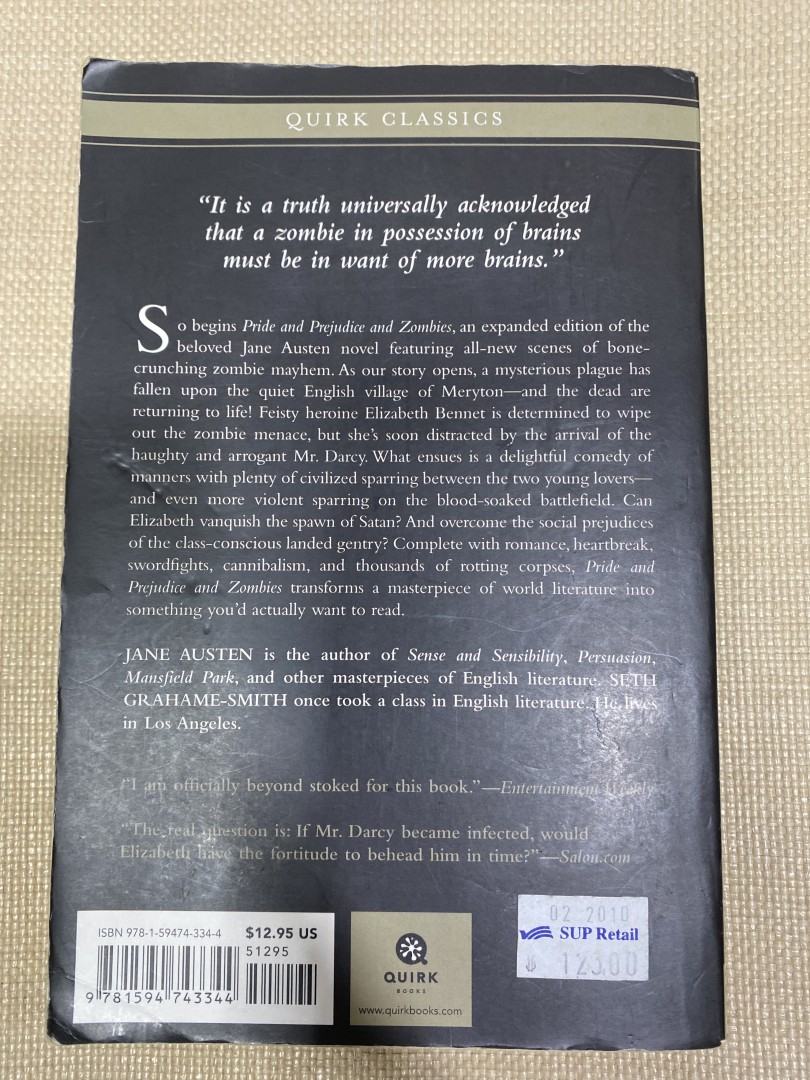 QUIRK CLASSICS
“It is a truth universally acknowledged
that a zombie in possession of brains
must be in want of more brains.”
So begins Pride and Prejudice and Zombies, an expanded edition of the
beloved Jane Austen novel featuring all-new scenes of bone-
crunching zombie mayhem. As our story opens, a mysterious plague has
fallen upon the quiet English village of Meryton—and the dead are
returning to life! Feisty heroine Elizabeth Bennet is determined to wipe
out the zombie menace, but she’s soon distracted by the arrival of the
haughty and arrogant Mr. Darcy. What ensues is a delightful comedy of
manners with plenty of civilized sparring between the two young lovers—
and even more violent sparring on the blood-soaked battlefield. Can
Elizabeth vanquish the spawn of Satan? And overcome the social prejudices
of the class-conscious landed gentry? Complete with romance, heartbreak,
swordfights, cannibalism, and thousands of rotting corpses, Pride and
Prejudice and Zombies transforms a masterpiece of world literature into
something you’d actually want to read.
JANE AUSTEN is the author of Sense and Sensibility, Persuasion,
Mansfield Park, and other masterpieces of English literature. SETH
GRAHAME-SMITH once took a class in English literature. He lives
in Los Angeles.
“I am officially beyond stoked for this book.”—Entertainment Weekly
“The real question is: If Mr. Darcy became infected, would
Elizabeth have the fortitude to behead him in time?”—Salon.com
ISBN 978-1-59474-334-4 $12.95 US
51295
9 781594 743344
QUIRK
BOOKS
www.quirkbooks.com
02 2010
SUP Retail
123.00